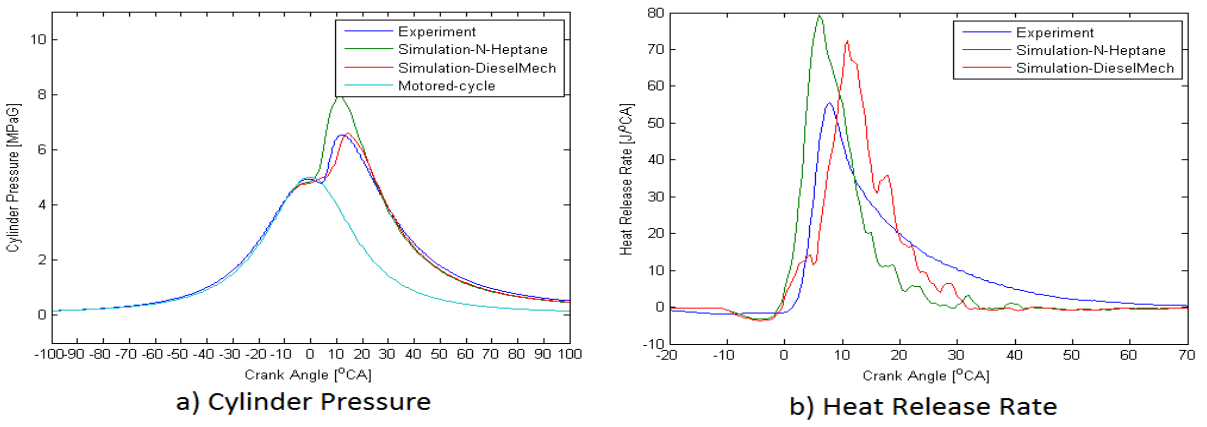 Experiment
Simulation-N-Heptane
Simulation-DieselMech
Motored-cycle
Cylinder Pressure [MPaG]
10
8
6
4
2
0
-100 -90 -80 -70 -60 -50 -40 -30 -20 -10 0 10 20 30 40 50 60 70 80 90 100
Crank Angle [ºCA]
a) Cylinder Pressure
Experiment
Simulation-N-Heptane
Simulation-DieselMech
Heat Release Rate [J/ºCA]
80
70
60
50
40
30
20
10
0
-10
-20 -10 0 10 20 30 40 50 60 70
Crank Angle [ºCA]
b) Heat Release Rate